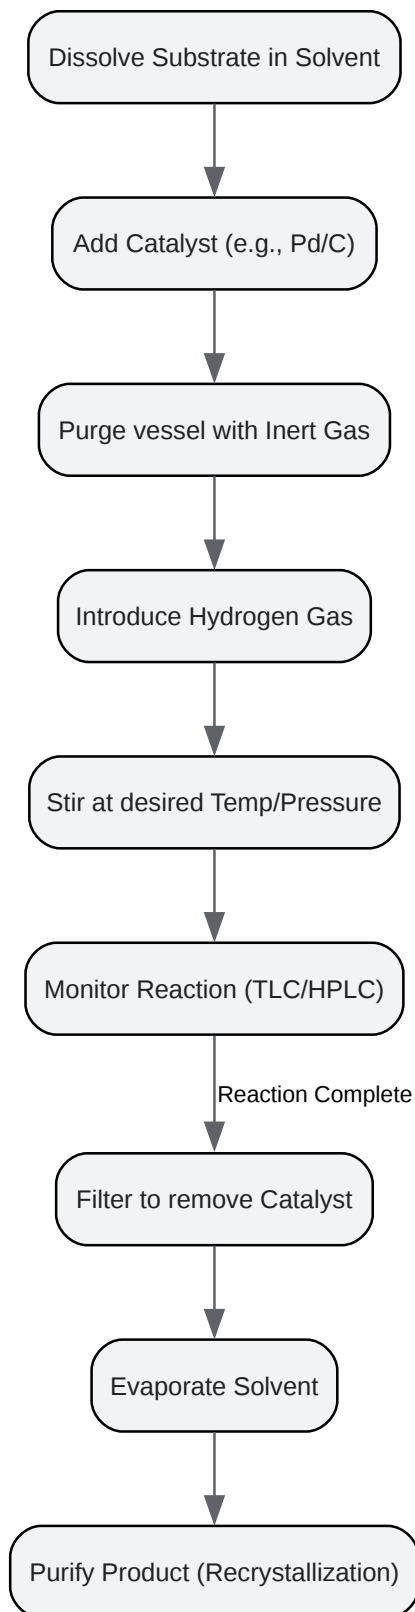 Dissolve Substrate in Solvent
Add Catalyst (e.g., Pd/C)
Purge vessel with Inert Gas
Introduce Hydrogen Gas
Stir at desired Temp/Pressure
Monitor Reaction (TLC/HPLC)
Reaction Complete
Filter to remove Catalyst
Evaporate Solvent
Purify Product (Recrystallization)